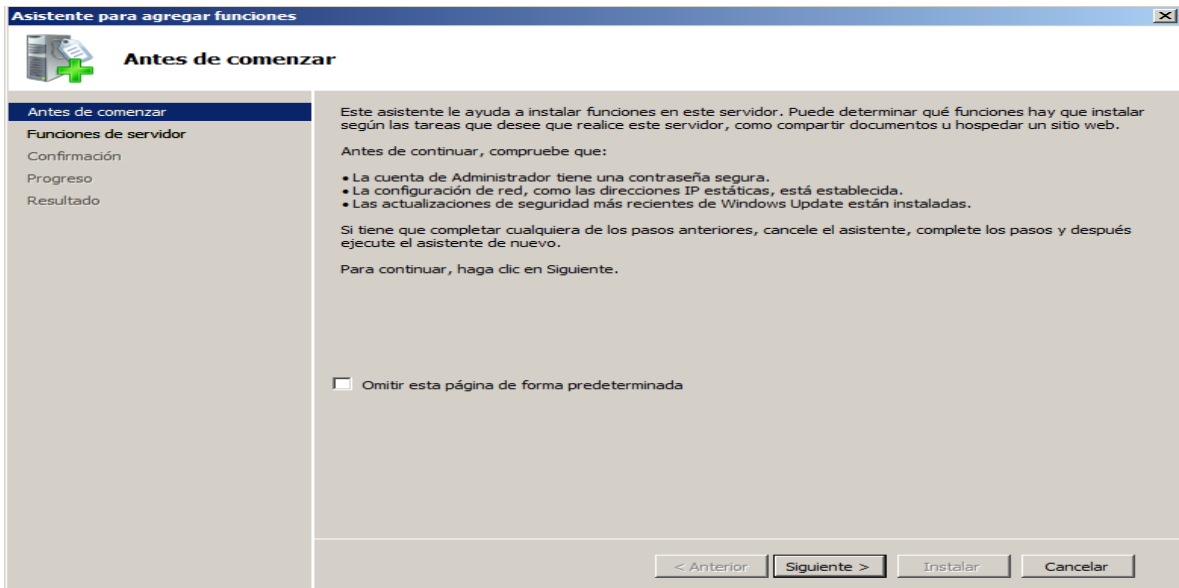 Asistente para agregar funciones
Antes de comenzar
Antes de comenzar
Funciones de servidor
Confirmación
Progreso
Resultado
Este asistente le ayuda a instalar funciones en este servidor. Puede determinar qué funciones hay que instalar
según las tareas que desee que realice este servidor, como compartir documentos u hospedar un sitio web.
Antes de continuar, compruebe que:
• La cuenta de Administrador tiene una contraseña segura.
• La configuración de red, como las direcciones IP estáticas, está establecida.
• Las actualizaciones de seguridad más recientes de Windows Update están instaladas.
Si tiene que completar cualquiera de los pasos anteriores, cancele el asistente, complete los pasos y después
ejecute el asistente de nuevo.
Para continuar, haga clic en Siguiente.
Omitir esta página de forma predeterminada
< Anterior
Siguiente >
Instalar
Cancelar